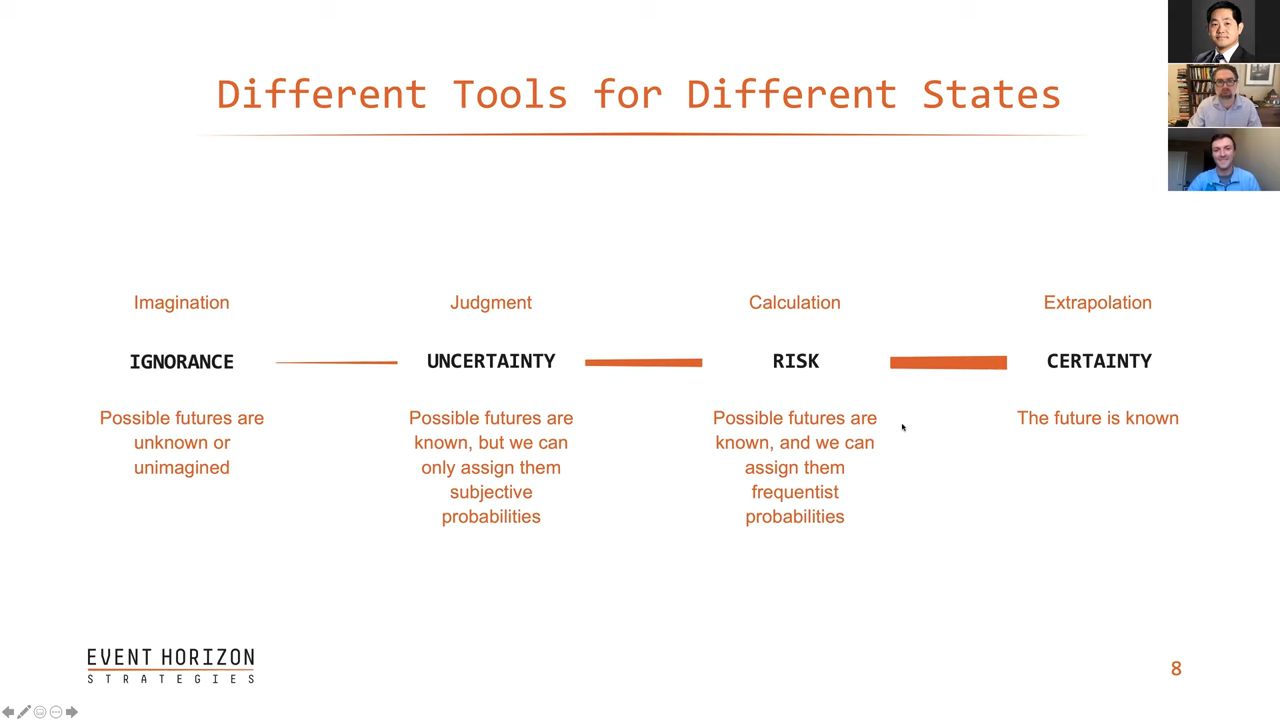 Different Tools for Different States
Imagination
Judgment
Calculation
Extrapolation
IGNORANCE
UNCERTAINTY
RISK
CERTAINTY
Possible futures are
unknown or
unimagined
Possible futures are
known, but we can
only assign them
subjective
probabilities
Possible futures are
known, and we can
assign them
frequentist
probabilities
The future is known
EVENT HORIZON
STRATEGIES
8